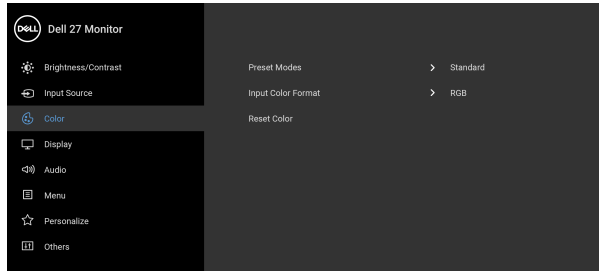 DELL Dell 27 Monitor
Brightness/Contrast Preset Modes Standard
Input Source Input Color Format RGB
Color Reset Color
Display
Audio
Menu
Personalize
Others